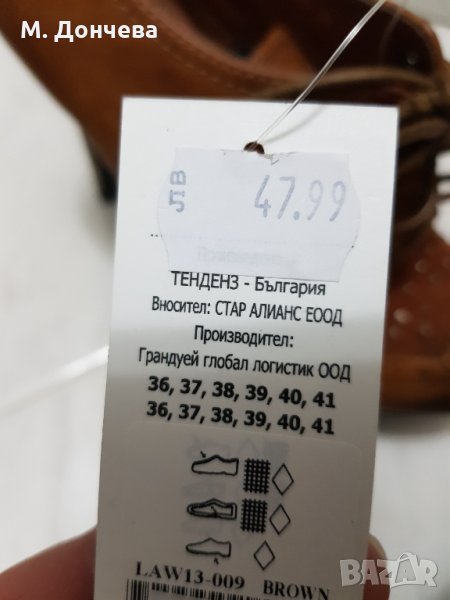 М. Дончева
ЛВ 47.99
ТЕНДЕНЗ - България
Вносител: СТАР АЛИАНС ЕООД
Производител:
Грандуей глобал логистик ООД
36, 37, 38, 39, 40, 41
36, 37, 38, 39, 40, 41
LAW13-009 BROWN
BAZAR